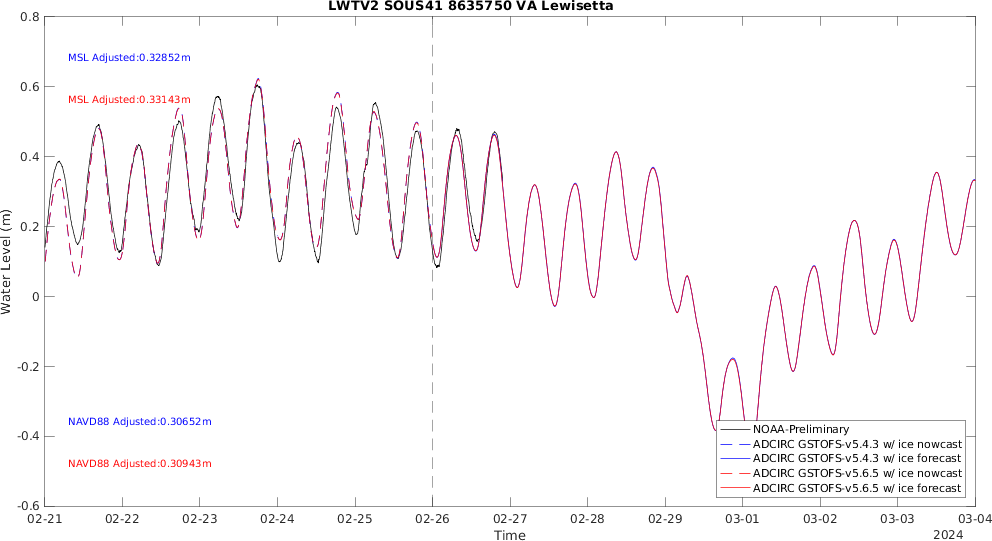 LWTV2 SOUS41 8635750 VA Lewisetta
0.8
0.6
0.4
0.2
0
-0.2
-0.4
-0.6
Water Level (m)
MSL Adjusted:0.32852m
MSL Adjusted:0.33143m
NAVD88 Adjusted:0.30652m
NAVD88 Adjusted:0.30943m
NOAA-Preliminary
ADCIRC GSTOFS-v5.4.3 w/ ice nowcast
ADCIRC GSTOFS-v5.4.3 w/ ice forecast
ADCIRC GSTOFS-v5.6.5 w/ ice nowcast
ADCIRC GSTOFS-v5.6.5 w/ ice forecast
02-21 02-22 02-23 02-24 02-25 02-26 02-27 02-28 02-29 03-01 03-02 03-03 03-04
Time
2024